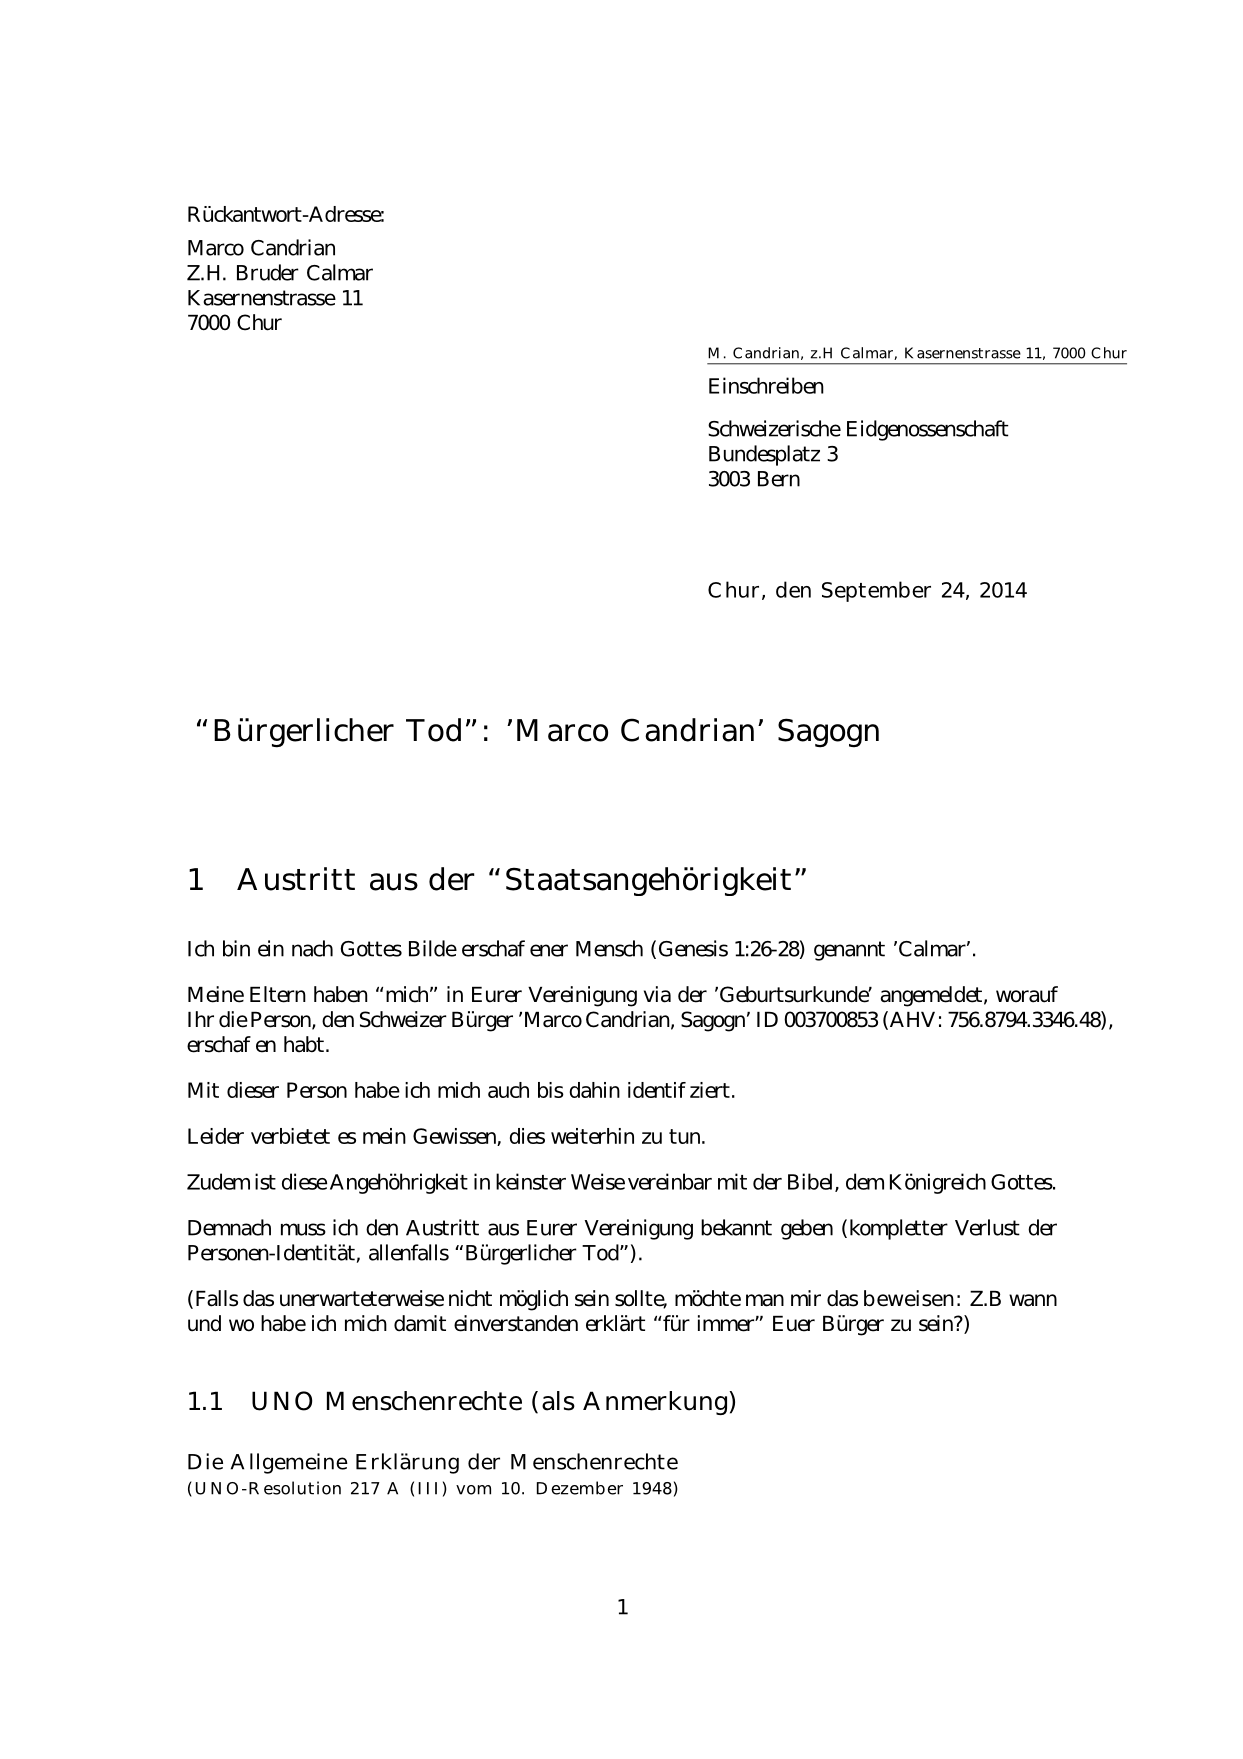 Rückantwort-Adresse:
Marco Candrian
Z.H. Bruder Calmar
Kasernenstrasse 11
7000 Chur
M. Candrian, z.H Calmar, Kasernenstrasse 11, 7000 Chur
Einschreiben
Schweizerische Eidgenossenschaft
Bundesplatz 3
3003 Bern
Chur, den September 24, 2014
“Bürgerlicher Tod”: ’Marco Candrian’ Sagogn
1 Austritt aus der “Staatsangehörigkeit”
Ich bin ein nach Gottes Bilde erschaf ener Mensch (Genesis 1:26-28) genannt ’Calmar’.
Meine Eltern haben “mich” in Eurer Vereinigung via der ’Geburtsurkunde’ angemeldet, worauf
Ihr die Person, den Schweizer Bürger ’Marco Candrian, Sagogn’ ID 003700853 (AHV: 756.8794.3346.48),
erschaf en habt.
Mit dieser Person habe ich mich auch bis dahin identif ziert.
Leider verbietet es mein Gewissen, dies weiterhin zu tun.
Zudem ist diese Angehöhrigkeit in keinster Weise vereinbar mit der Bibel, dem Königreich Gottes.
Demnach muss ich den Austritt aus Eurer Vereinigung bekannt geben (kompletter Verlust der
Personen-Identität, allenfalls “Bürgerlicher Tod”).
(Falls das unerwarteterweise nicht möglich sein sollte, möchte man mir das beweisen: Z.B wann
und wo habe ich mich damit einverstanden erklärt “für immer” Euer Bürger zu sein?)
1.1 UNO Menschenrechte (als Anmerkung)
Die Allgemeine Erklärung der Menschenrechte
(UNO-Resolution 217 A (III) vom 10. Dezember 1948)
1